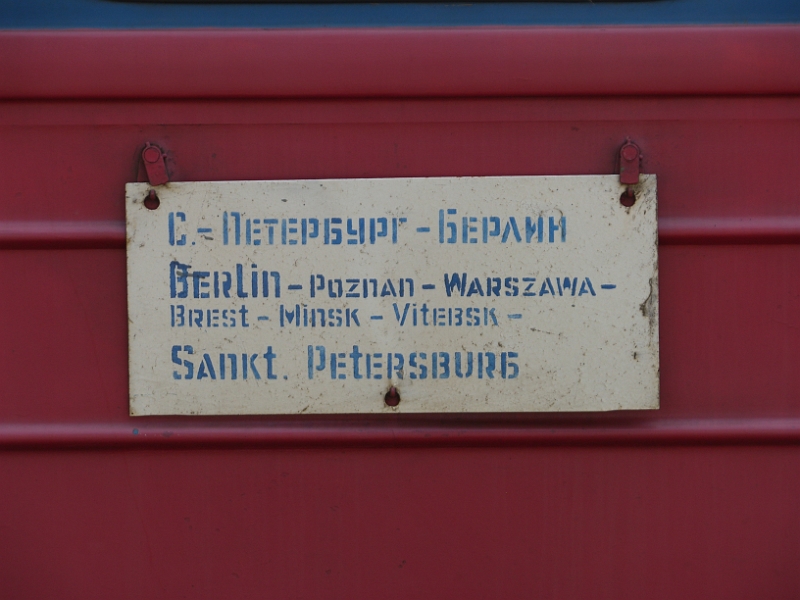 С.-Петербург - Берлин
Berlin - Poznan - Warszawa -
Brest - Minsk - Vitebsk -
Sankt. Petersburg